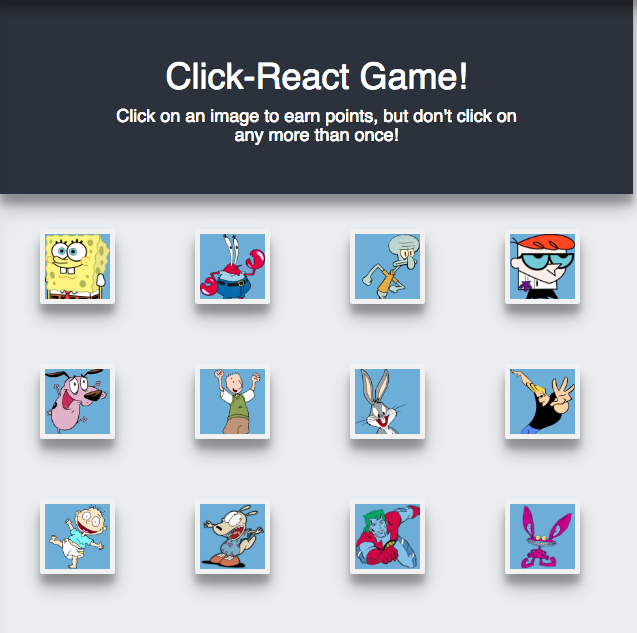 Click-React Game!
Click on an image to earn points, but don't click on
any more than once!